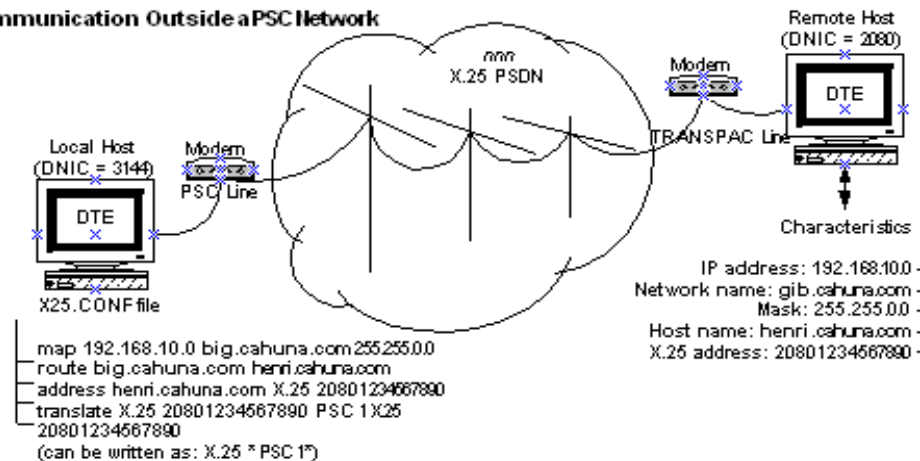 mmunication Outside a PSC Network
Remote Host
(DNIC = 2080)
Modem
X.25 PSDN
DTE
TRANSPAC Line
Local Host
(DNIC = 3144)
Modem
PSC Line
DTE
X25.CONF file
Characteristics
IP address: 192.168.10.0 -
Network name: gib.cahuna.com -
Mask: 255.255.0.0 -
Host name: henri.cahuna.com -
X.25 address: 20801234567890 -
map 192.168.10.0 big.cahuna.com 255.255.0.0
route big.cahuna.com henri.cahuna.com
address henri.cahuna.com X.25 20801234567890
translate X.25 20801234567890 PSC 1X25
20801234567890
(can be written as: X.25 * PSC 1*)